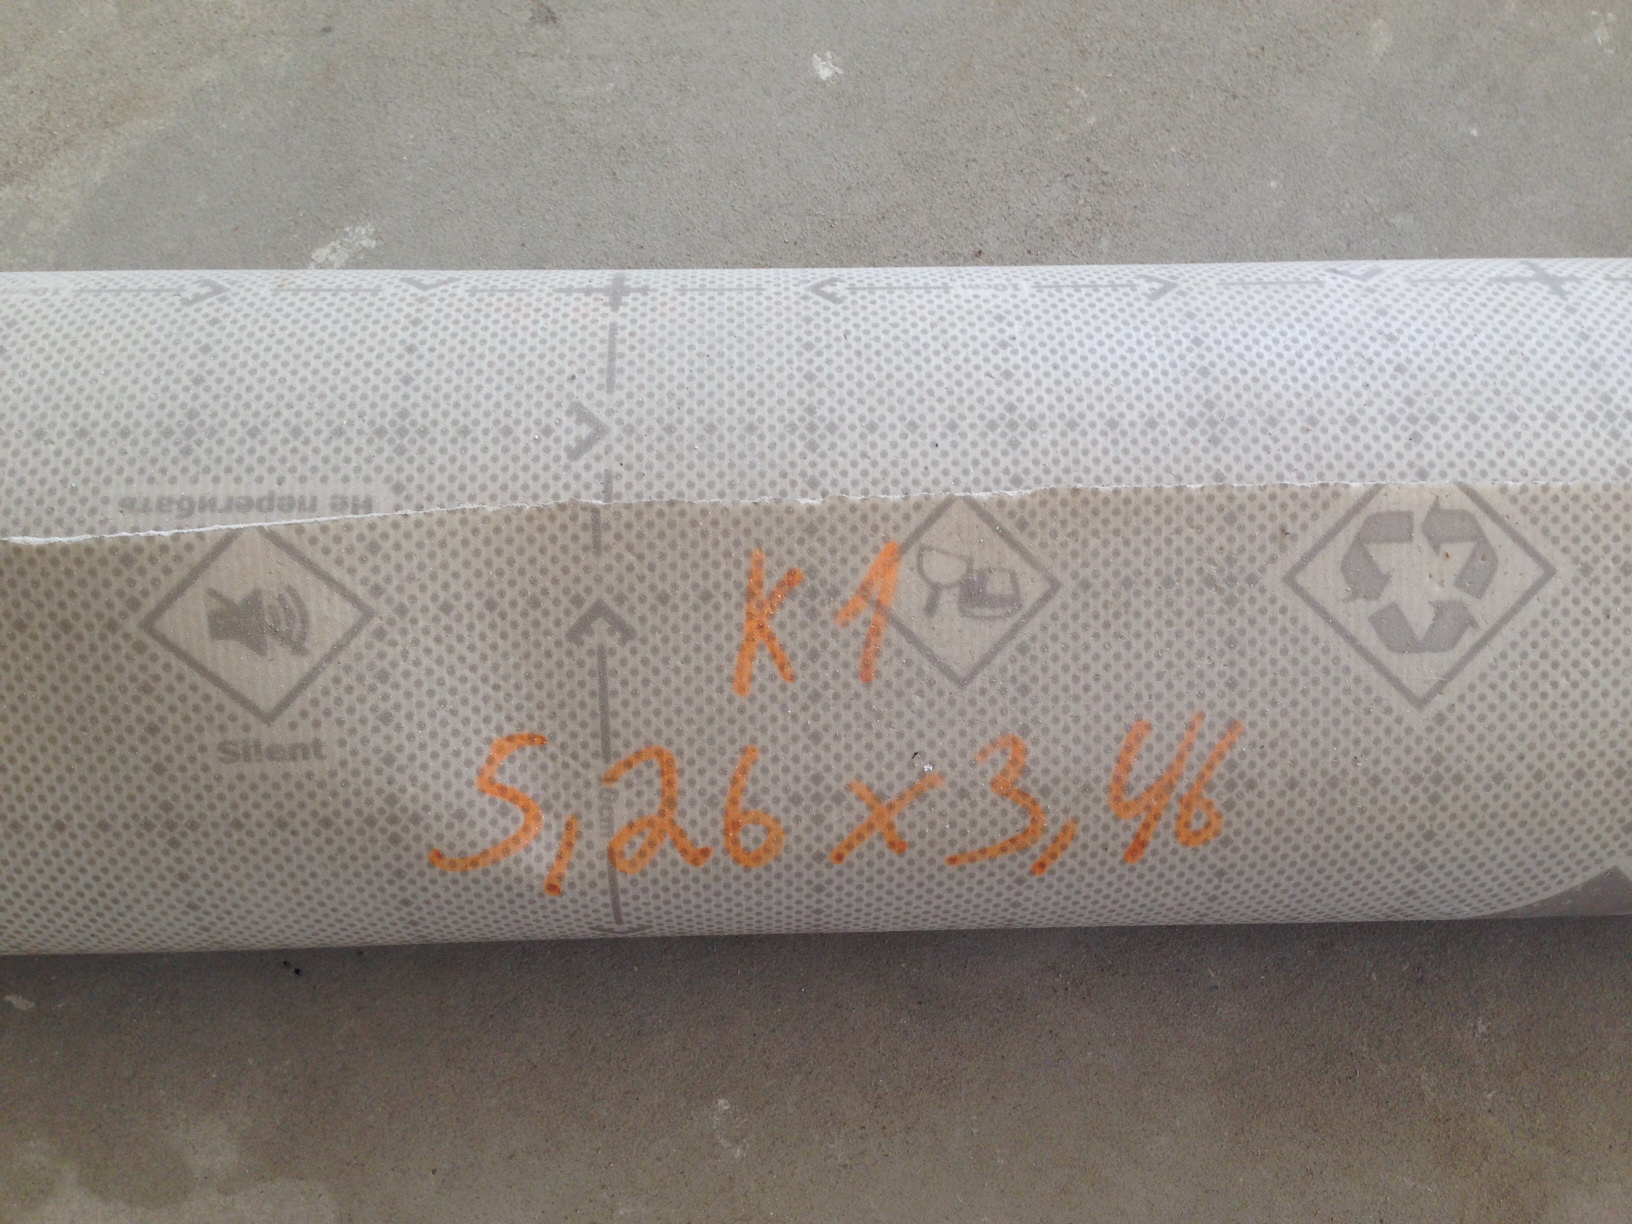 Не перегибать
K1
Silent
5,26 x 3,46